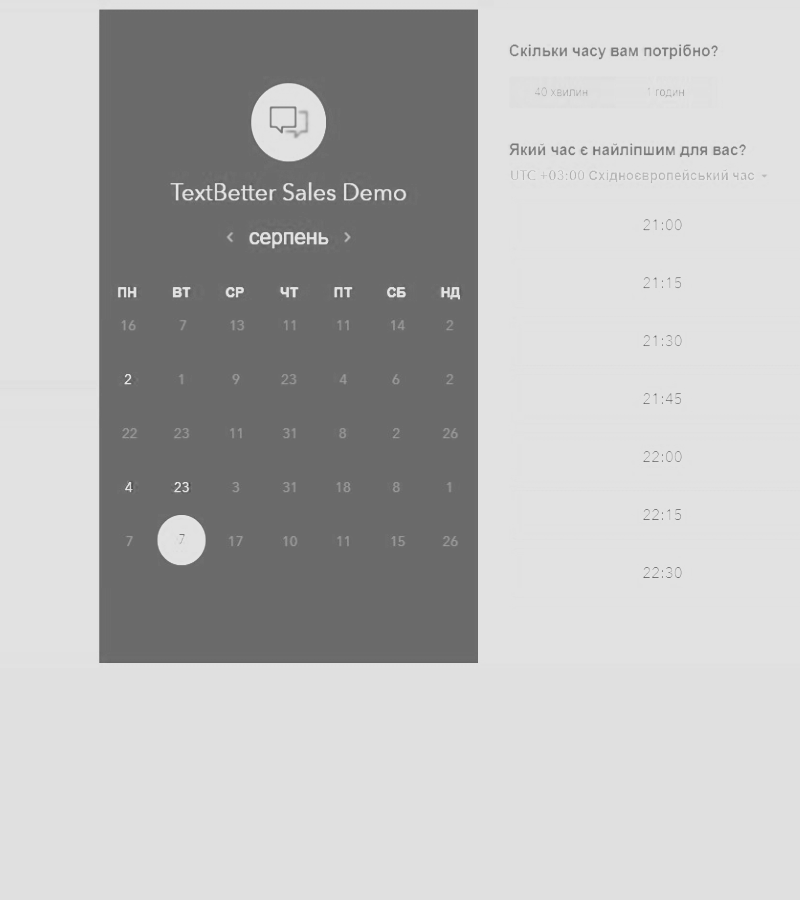 TextBetter Sales Demo
‹ серпень ›
ПН ВТ СР ЧТ ПТ СБ НД
16 7 13 11 11 14 2
2 1 9 23 4 6 2
22 23 11 31 8 2 26
4 23 3 31 18 8 1
7 7 17 10 11 15 26
Скільки часу вам потрібно?
40 хвилин 1 годин
Який час є найліпшим для вас?
UTC +03:00 Східноєвропейський час
21:00
21:15
21:30
21:45
22:00
22:15
22:30